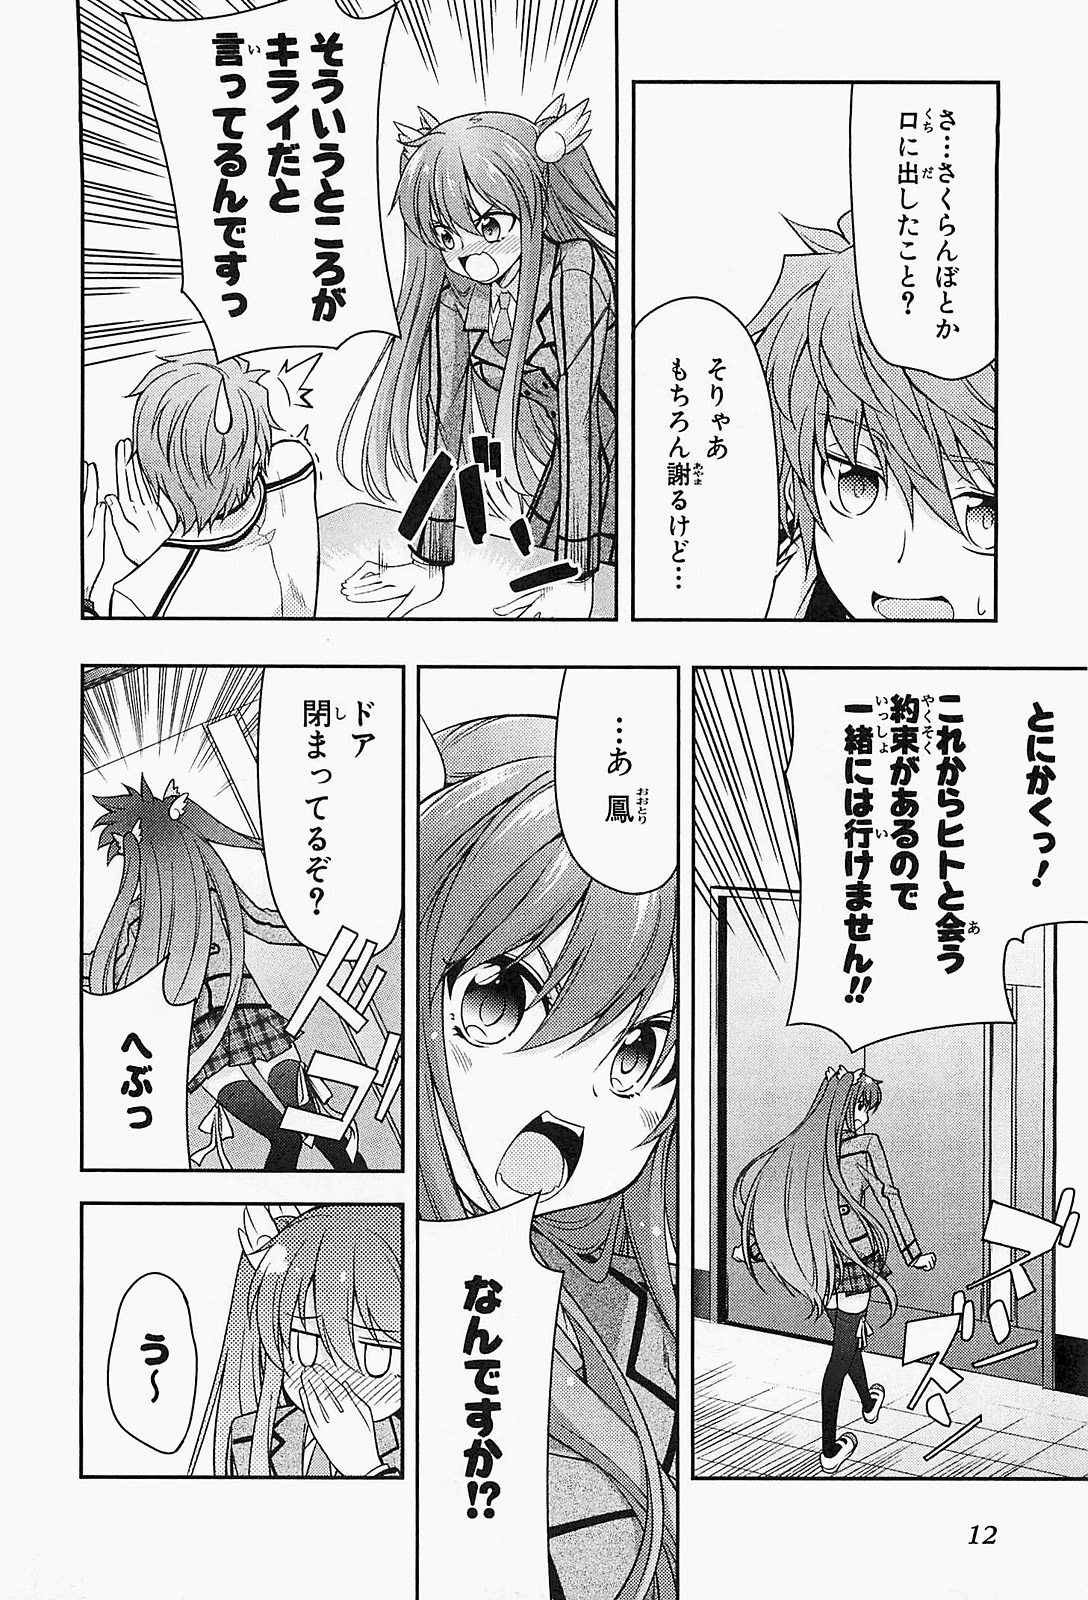 さ…さくらんぼとか
口に出したこと?
そりゃあ
もちろん謝るけど…
そういうところが
キライだと
言ってるんですっ
バンバン
とにかくっ!
これからヒトと会う
約束があるので
一緒には行けません!!
…あ 鳳
なんですか!?
ドア
閉まってるぞ?
へぶっ
う〜
12